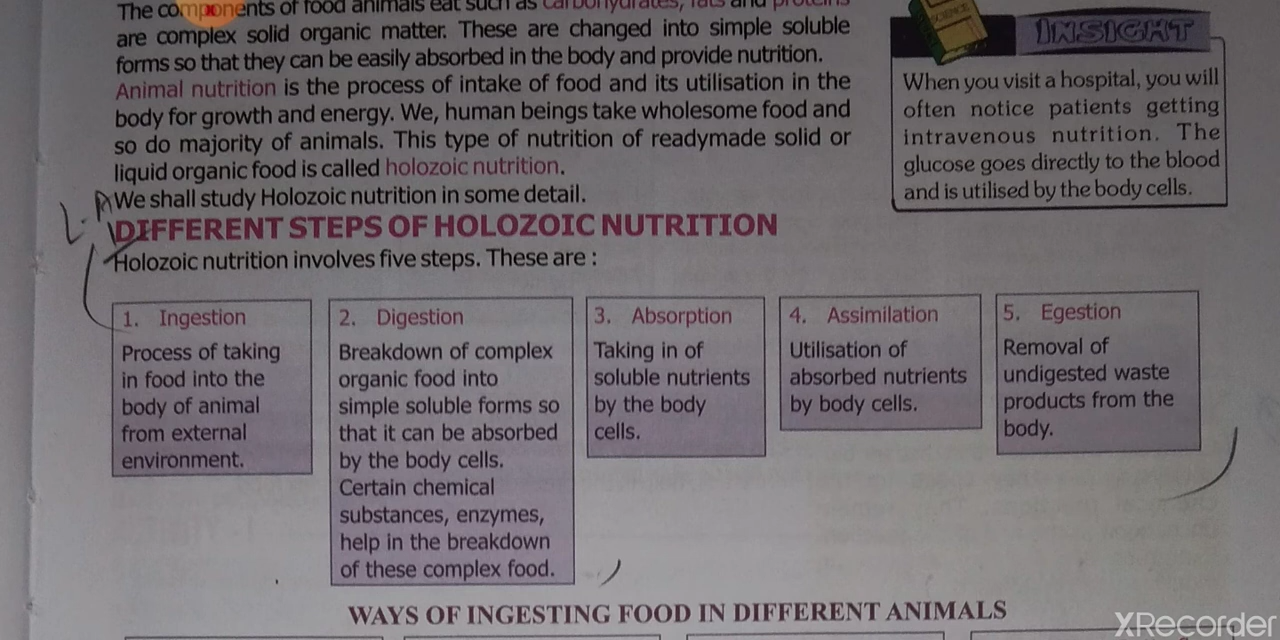 The components of food animals eat such as carbohydrates, fats and proteins
are complex solid organic matter. These are changed into simple soluble
forms so that they can be easily absorbed in the body and provide nutrition.
Animal nutrition is the process of intake of food and its utilisation in the
body for growth and energy. We, human beings take wholesome food and
so do majority of animals. This type of nutrition of readymade solid or
liquid organic food is called holozoic nutrition.
We shall study Holozoic nutrition in some detail.
SCIENCE
INSIGHT
When you visit a hospital, you will
often notice patients getting
intravenous nutrition. The
glucose goes directly to the blood
and is utilised by the body cells.
DIFFERENT STEPS OF HOLOZOIC NUTRITION
Holozoic nutrition involves five steps. These are :
1. Ingestion
Process of taking
in food into the
body of animal
from external
environment.
2. Digestion
Breakdown of complex
organic food into
simple soluble forms so
that it can be absorbed
by the body cells.
Certain chemical
substances, enzymes,
help in the breakdown
of these complex food.
3. Absorption
Taking in of
soluble nutrients
by the body
cells.
4. Assimilation
Utilisation of
absorbed nutrients
by body cells.
5. Egestion
Removal of
undigested waste
products from the
body.
WAYS OF INGESTING FOOD IN DIFFERENT ANIMALS
XRecorder